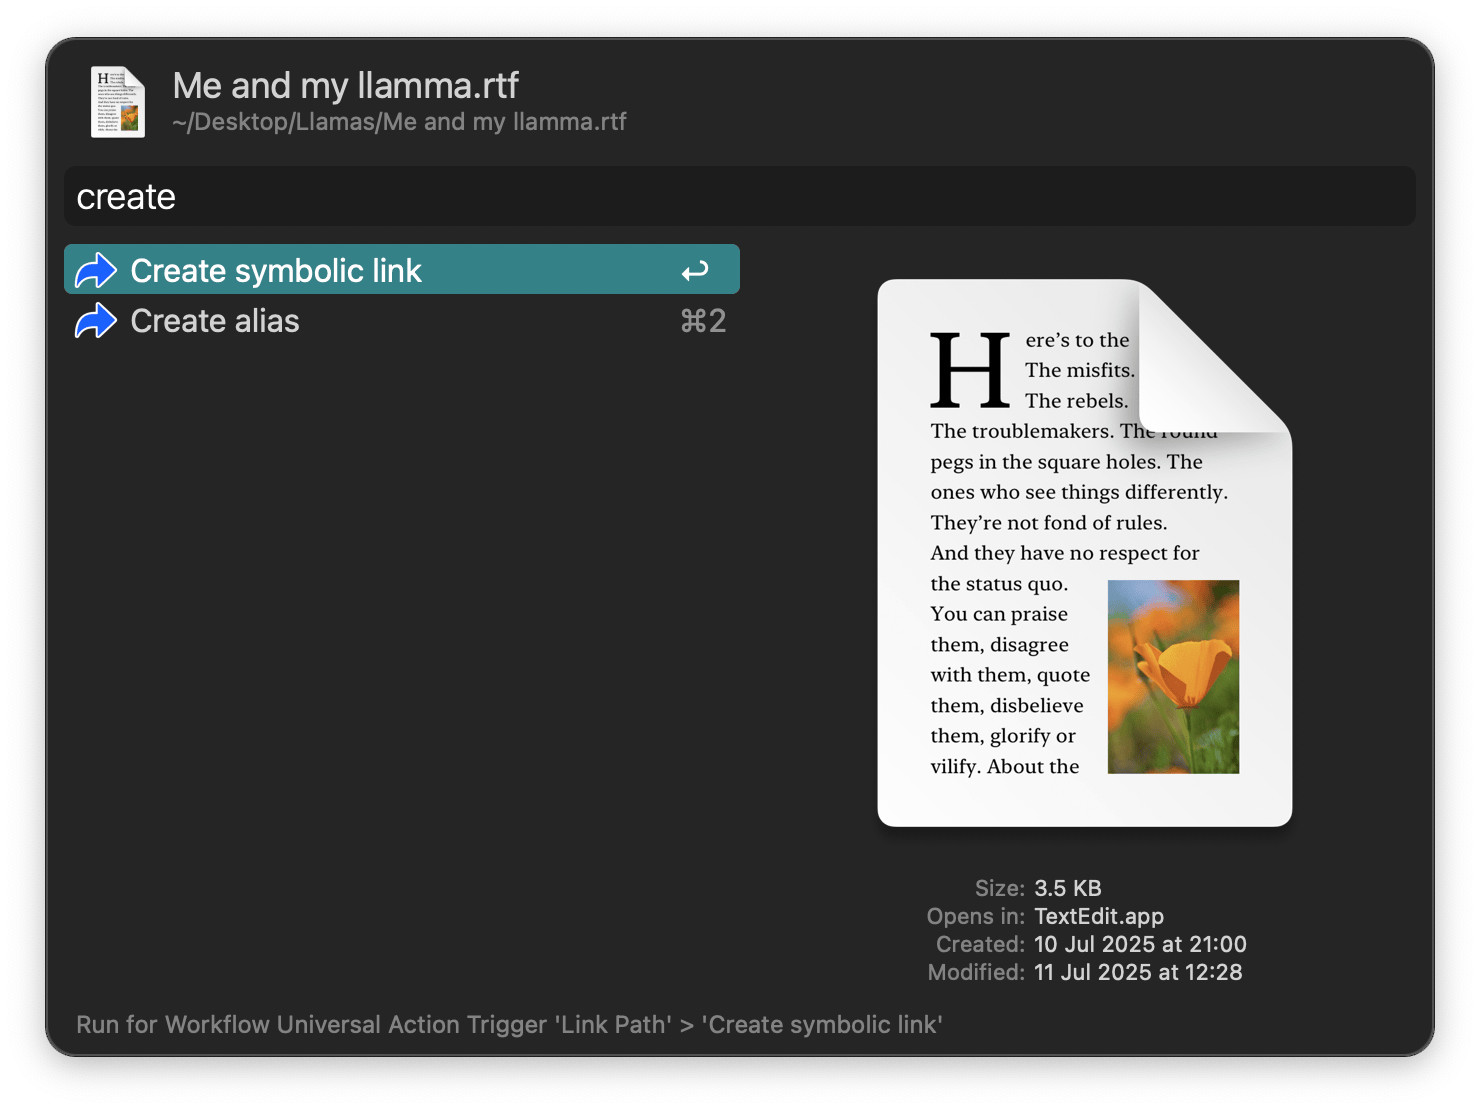 Me and my llamma.rtf
~/Desktop/Llamas/Me and my llamma.rtf
create
Create symbolic link ↩
Create alias ⌘2
Here’s to the
The misfits.
The rebels.
The troublemakers. The round
pegs in the square holes. The
ones who see things differently.
They’re not fond of rules.
And they have no respect for
the status quo.
You can praise
them, disagree
with them, quote
them, disbelieve
them, glorify or
vilify. About the
Size: 3.5 KB
Opens in: TextEdit.app
Created: 10 Jul 2025 at 21:00
Modified: 11 Jul 2025 at 12:28
Run for Workflow Universal Action Trigger 'Link Path' > 'Create symbolic link'